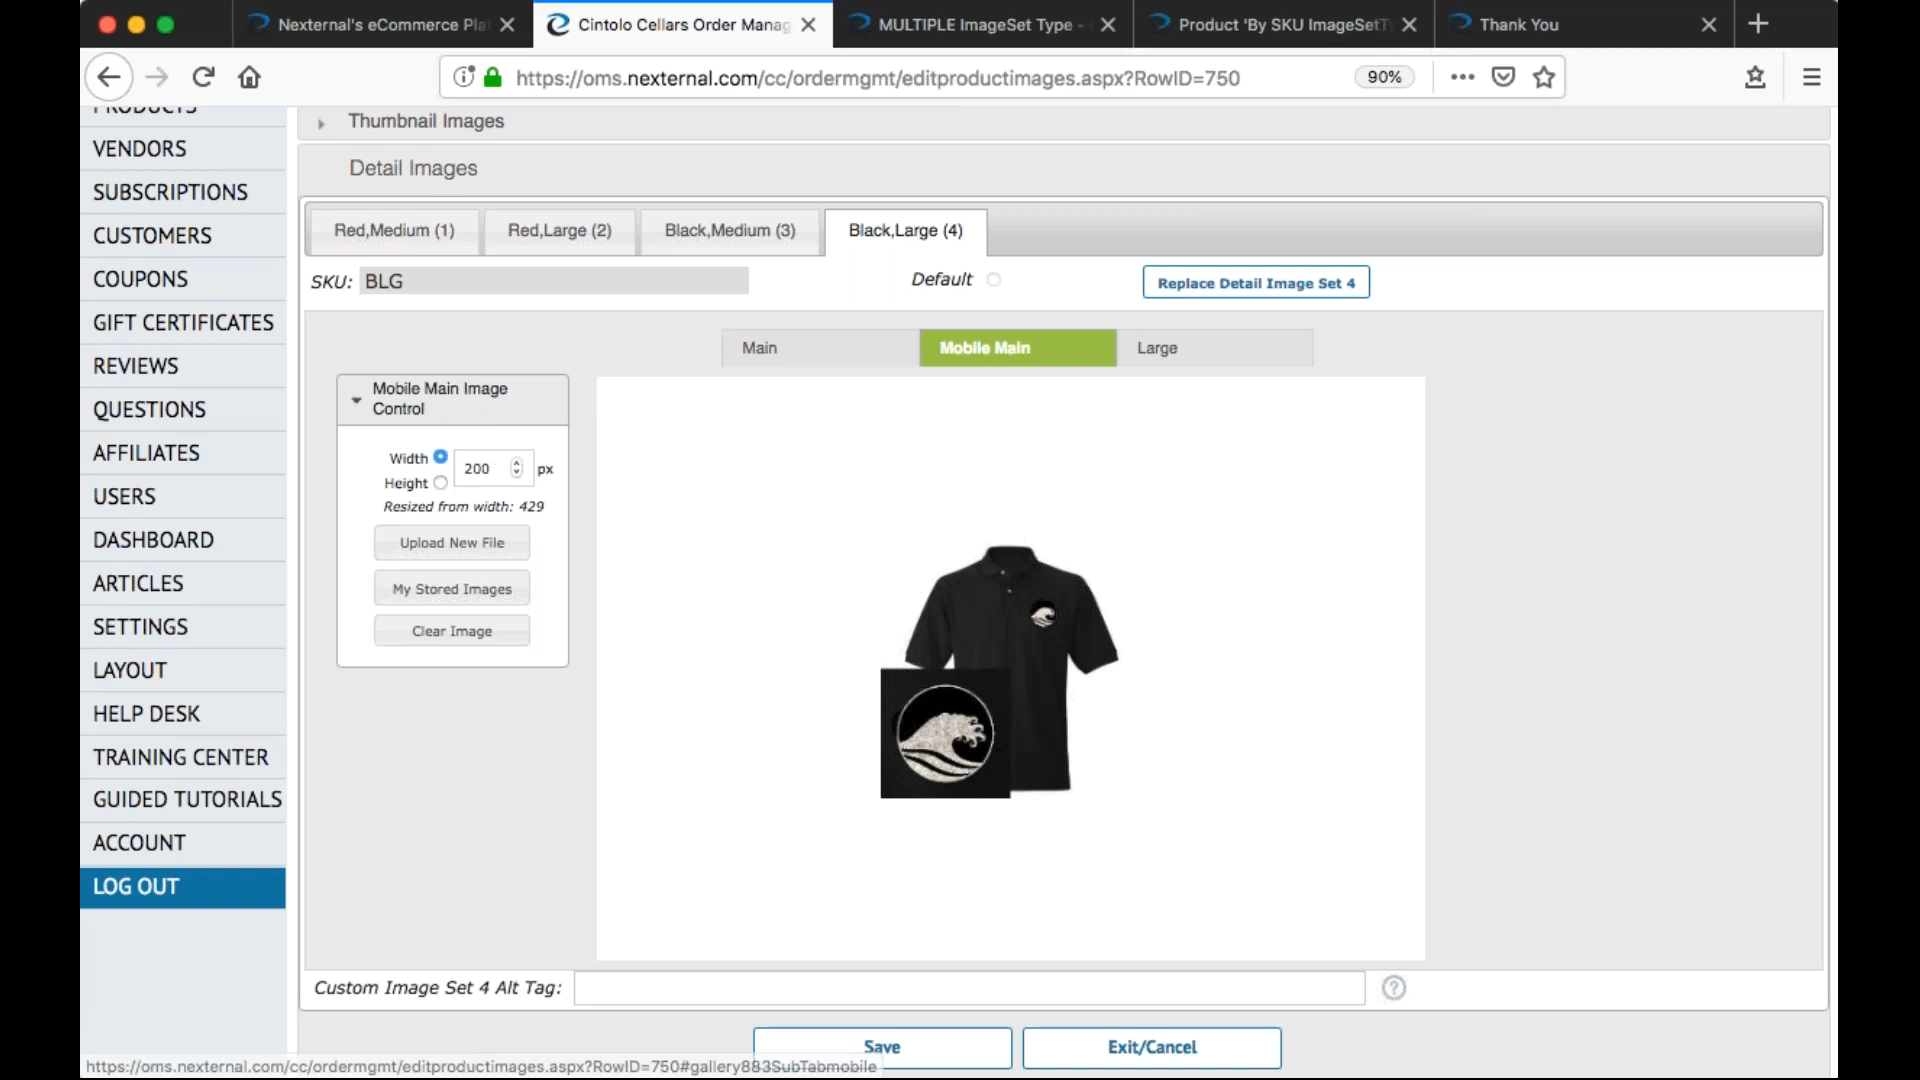 Nexternal's eCommerce Pla
Cintolo Cellars Order Manag
MULTIPLE ImageSet Type -
Product 'By SKU ImageSetT
Thank You
https://oms.nexternal.com/cc/ordermgmt/editproductimages.aspx?RowID=750
90%
PRODUCTS
VENDORS
SUBSCRIPTIONS
CUSTOMERS
COUPONS
GIFT CERTIFICATES
REVIEWS
QUESTIONS
AFFILIATES
USERS
DASHBOARD
ARTICLES
SETTINGS
LAYOUT
HELP DESK
TRAINING CENTER
GUIDED TUTORIALS
ACCOUNT
LOG OUT
Thumbnail Images
Detail Images
Red,Medium (1)
Red,Large (2)
Black,Medium (3)
Black,Large (4)
SKU: BLG
Default
Replace Detail Image Set 4
Main
Mobile Main
Large
Mobile Main Image
Control
Width
200
px
Height
Resized from width: 429
Upload New File
My Stored Images
Clear Image
Custom Image Set 4 Alt Tag:
?
Save
Exit/Cancel
https://oms.nexternal.com/cc/ordermgmt/editproductimages.aspx?RowID=750#gallery883SubTabmobile